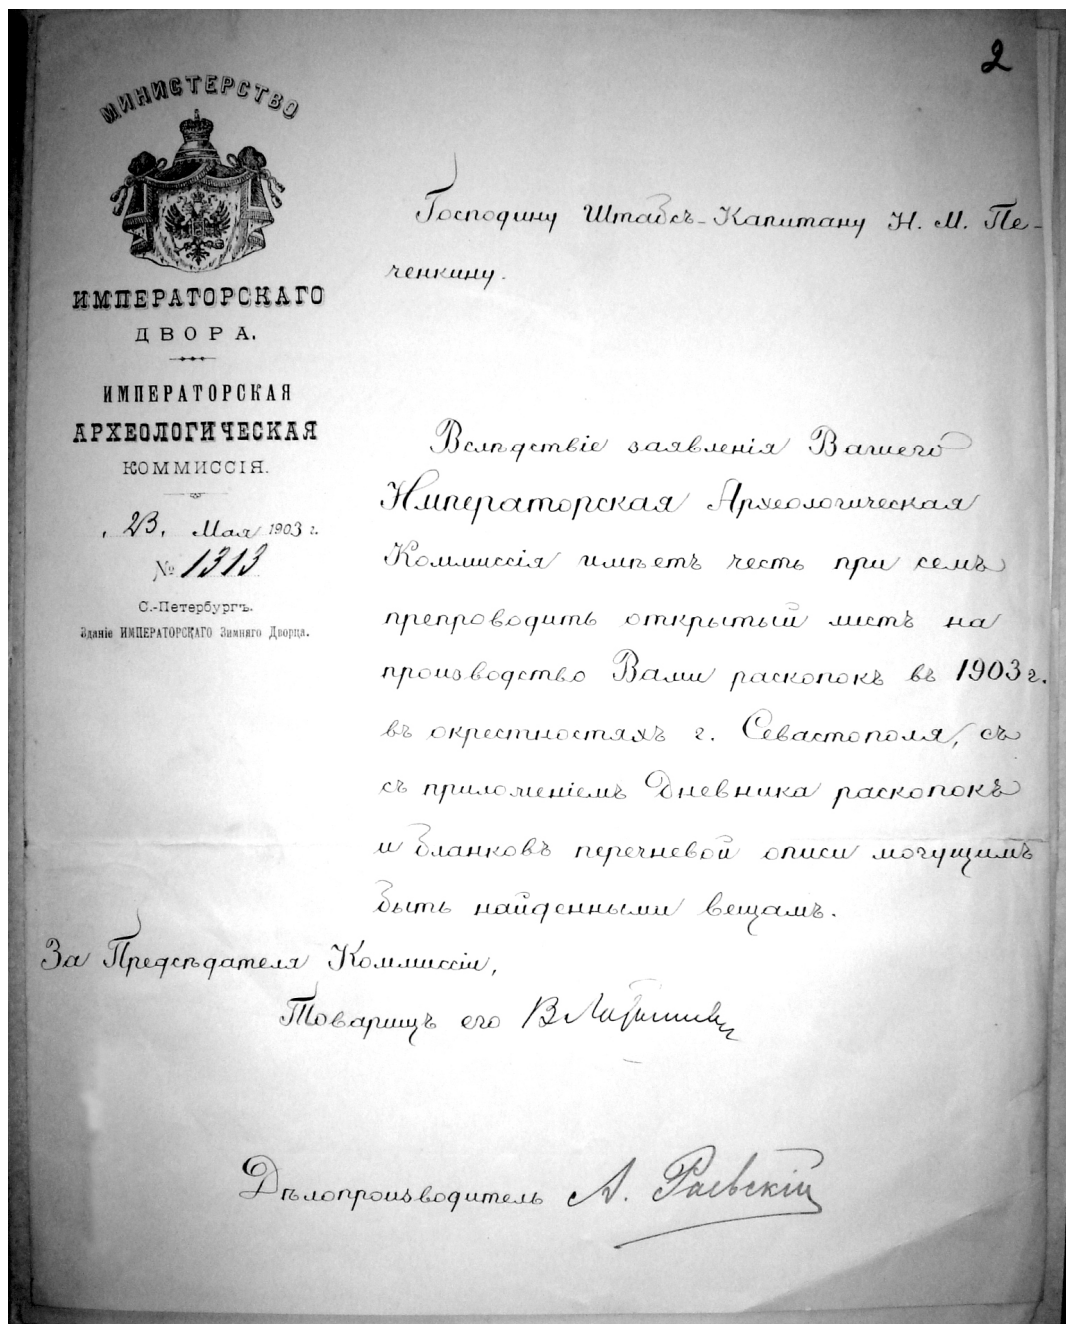 2
МИНИСТЕРСТВО
ИМПЕРАТОРСКАГО
ДВОРА.
ИМПЕРАТОРСКАЯ
АРХЕОЛОГИЧЕСКАЯ
КОММИССІЯ.
„23„ Мая 1903 г.
№ 1313
С.-Петербургъ.
Зданіе ИМПЕРАТОРСКАГО Зимняго Дворца.
Господину Штабсъ-Капитану Н. М. Пе-
ченкину.
Вслѣдствіе заявленія Вашего
Императорская Археологическая
Коммиссія имѣетъ честь при семъ
препроводить открытый листъ на
производство Вами раскопокъ въ 1903 г.
въ окрестностяхъ г. Севастополя, съ
съ приложеніемъ Дневника раскопокъ
и бланковъ перечневой описи могущимъ
быть найденными вещамъ.
За Предсѣдателя Коммиссіи,
Товарищъ его В Латышевъ
Дѣлопроизводитель А. Раевскій